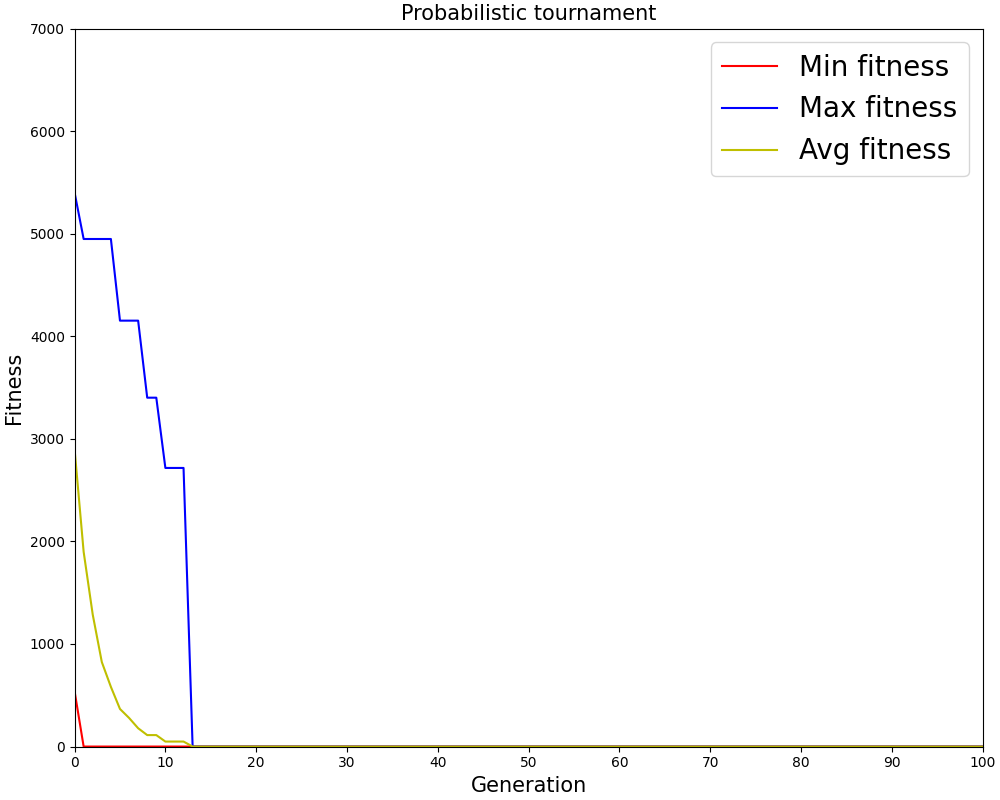 Probabilistic tournament
7000
6000
5000
4000
3000
2000
1000
0
Fitness
Min fitness
Max fitness
Avg fitness
0 10 20 30 40 50 60 70 80 90 100
Generation